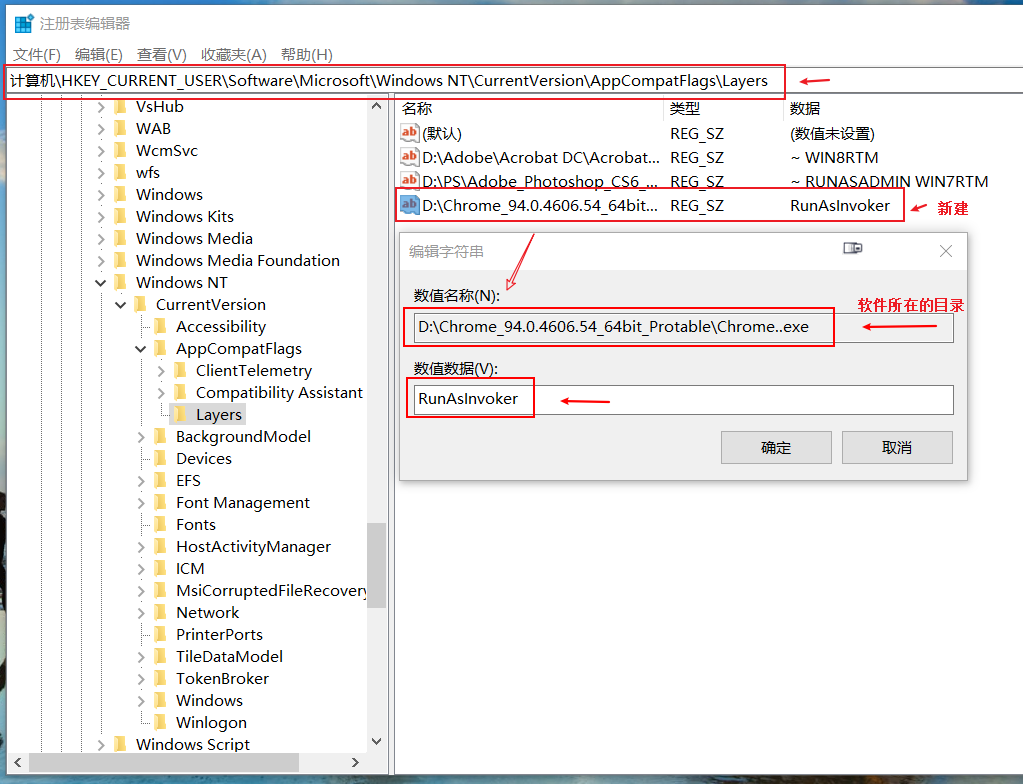 注册表编辑器
文件(F) 编辑(E) 查看(V) 收藏夹(A) 帮助(H)
计算机\HKEY_CURRENT_USER\Software\Microsoft\Windows NT\CurrentVersion\AppCompatFlags\Layers
VsHub
WAB
WcmSvc
wfs
Windows
Windows Kits
Windows Media
Windows Media Foundation
Windows NT
CurrentVersion
Accessibility
AppCompatFlags
ClientTelemetry
Compatibility Assistant
Layers
BackgroundModel
Devices
EFS
Font Management
Fonts
HostActivityManager
ICM
MsiCorruptedFileRecovery
Network
PrinterPorts
TileDataModel
TokenBroker
Windows
Winlogon
Windows Script
名称 类型 数据
ab (默认) REG_SZ (数值未设置)
ab D:\Adobe\Acrobat DC\Acrobat... REG_SZ ~ WIN8RTM
ab D:\PS\Adobe_Photoshop_CS6_... REG_SZ ~ RUNASADMIN WIN7RTM
ab D:\Chrome_94.0.4606.54_64bit... REG_SZ RunAsInvoker
新建
编辑字符串
数值名称(N):
软件所在的目录
D:\Chrome_94.0.4606.54_64bit_Protable\Chrome..exe
数值数据(V):
RunAsInvoker
确定 取消